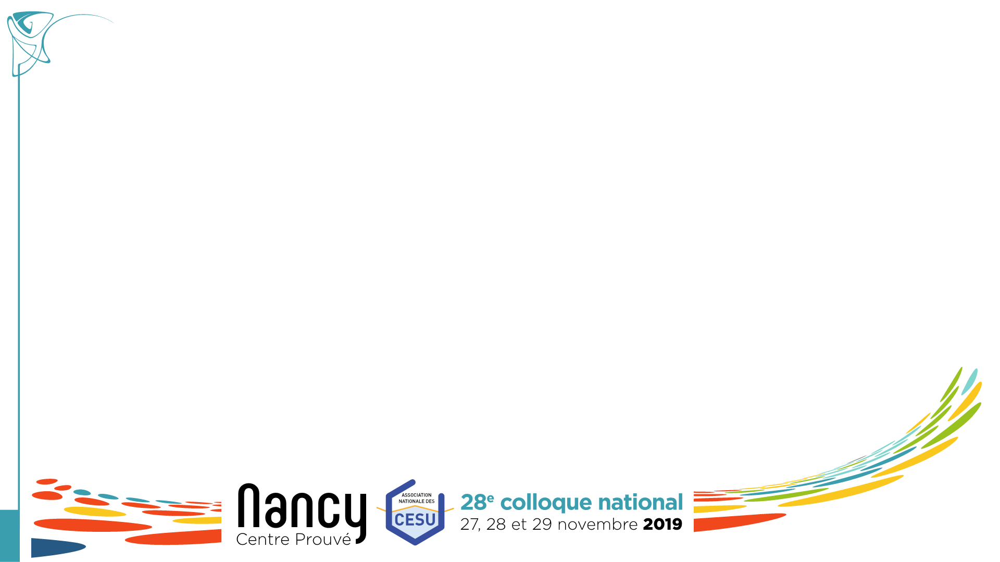 nancy
Centre Prouvé
ASSOCIATION
NATIONALE DES
CESU
28e colloque national
27, 28 et 29 novembre 2019